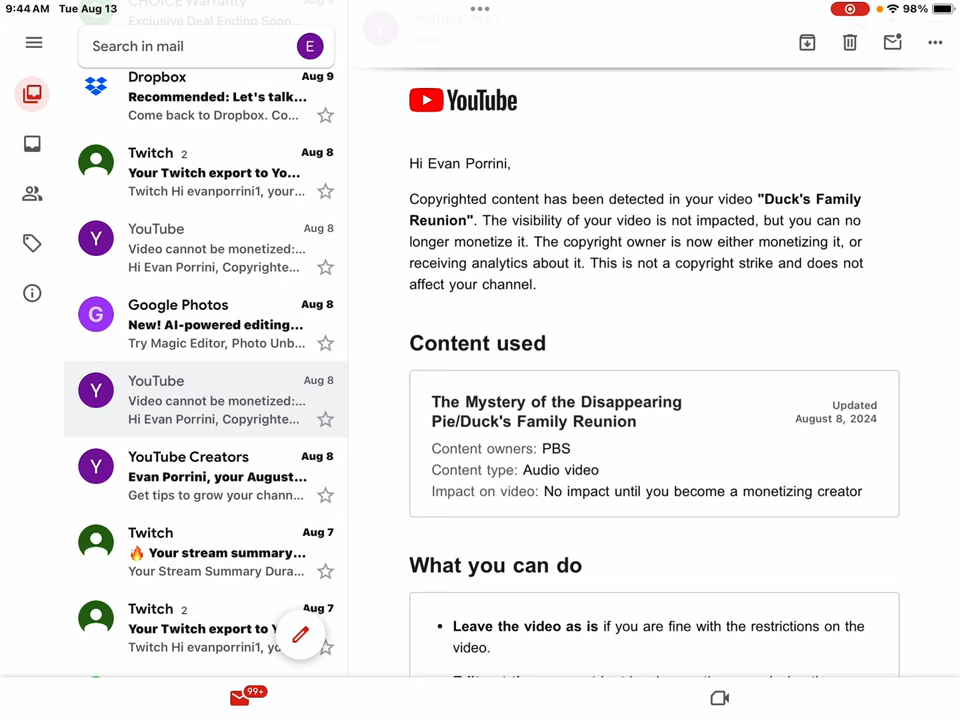 9:44 AM Tue Aug 13
98%
CHOICE Warranty Aug 9
Exclusive Deal Ending Soon...
Search in mail
E
Dropbox Aug 9
Recommended: Let's talk...
Come back to Dropbox. Co...
Twitch 2 Aug 8
Your Twitch export to Yo...
Twitch Hi evanporrini1, your...
Y
YouTube Aug 8
Video cannot be monetized:...
Hi Evan Porrini, Copyrighte...
G
Google Photos Aug 8
New! AI-powered editing...
Try Magic Editor, Photo Unb...
Y
YouTube Aug 8
Video cannot be monetized:...
Hi Evan Porrini, Copyrighte...
Y
YouTube Creators Aug 8
Evan Porrini, your August...
Get tips to grow your chann...
Twitch Aug 7
🔥 Your stream summary...
Your Stream Summary Dura...
Twitch 2 Aug 7
Your Twitch export to Y
Twitch Hi evanporrini1, yo
99+
Y
YouTube Aug 8
YouTube
Hi Evan Porrini,
Copyrighted content has been detected in your video "Duck's Family
Reunion". The visibility of your video is not impacted, but you can no
longer monetize it. The copyright owner is now either monetizing it, or
receiving analytics about it. This is not a copyright strike and does not
affect your channel.
Content used
The Mystery of the Disappearing
Pie/Duck's Family Reunion
Updated
August 8, 2024
Content owners: PBS
Content type: Audio video
Impact on video: No impact until you become a monetizing creator
What you can do
• Leave the video as is if you are fine with the restrictions on the
video.